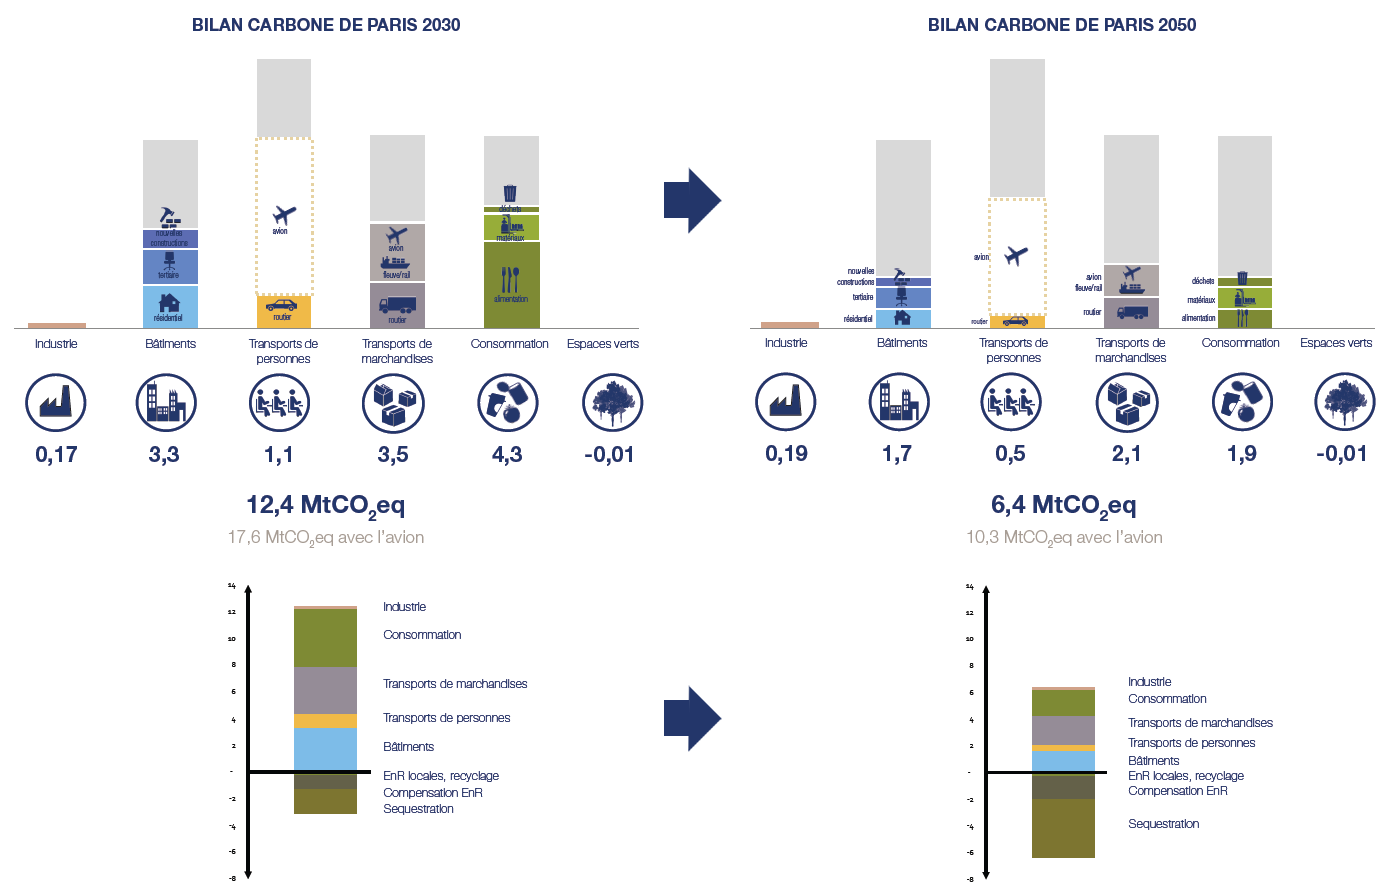 BILAN CARBONE DE PARIS 2030
nouvelles
constructions
tertiaire
résidentiel
avion
routier
avion
fleuve/rail
routier
déchets
matériaux
alimentation
Industrie
Bâtiments
Transports de
personnes
Transports de
marchandises
Consommation
Espaces verts
0,17
3,3
1,1
3,5
4,3
-0,01
12,4 MtCO2eq
17,6 MtCO2eq avec l'avion
BILAN CARBONE DE PARIS 2050
nouvelles
constructions
tertiaire
résidentiel
avion
routier
avion
fleuve/rail
routier
déchets
matériaux
alimentation
Industrie
Bâtiments
Transports de
personnes
Transports de
marchandises
Consommation
Espaces verts
0,19
1,7
0,5
2,1
1,9
-0,01
6,4 MtCO2eq
10,3 MtCO2eq avec l'avion
14
12
10
8
6
4
2
-
-2
-4
-6
-8
Industrie
Consommation
Transports de marchandises
Transports de personnes
Bâtiments
EnR locales, recyclage
Compensation EnR
Sequestration
14
12
10
8
6
4
2
-
-2
-4
-6
-8
Industrie
Consommation
Transports de marchandises
Transports de personnes
Bâtiments
EnR locales, recyclage
Compensation EnR
Sequestration